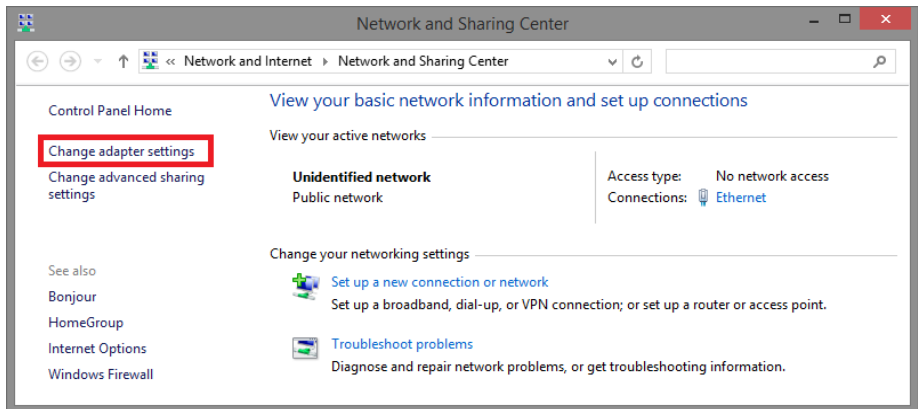 Network and Sharing Center
« Network and Internet ▸ Network and Sharing Center
Control Panel Home
Change adapter settings
Change advanced sharing
settings
See also
Bonjour
HomeGroup
Internet Options
Windows Firewall
View your basic network information and set up connections
View your active networks
Unidentified network
Public network
Access type: No network access
Connections: Ethernet
Change your networking settings
Set up a new connection or network
Set up a broadband, dial-up, or VPN connection; or set up a router or access point.
Troubleshoot problems
Diagnose and repair network problems, or get troubleshooting information.